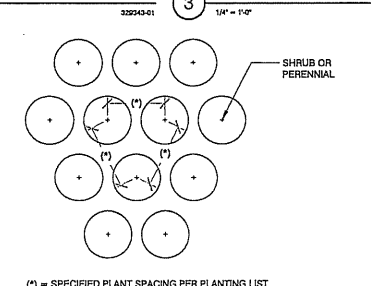 3
329343-01
1/4" = 1'-0"
SHRUB OR
PERENNIAL
(*)
(*)
(*)
(*) = SPECIFIED PLANT SPACING PER PLANTING LIST